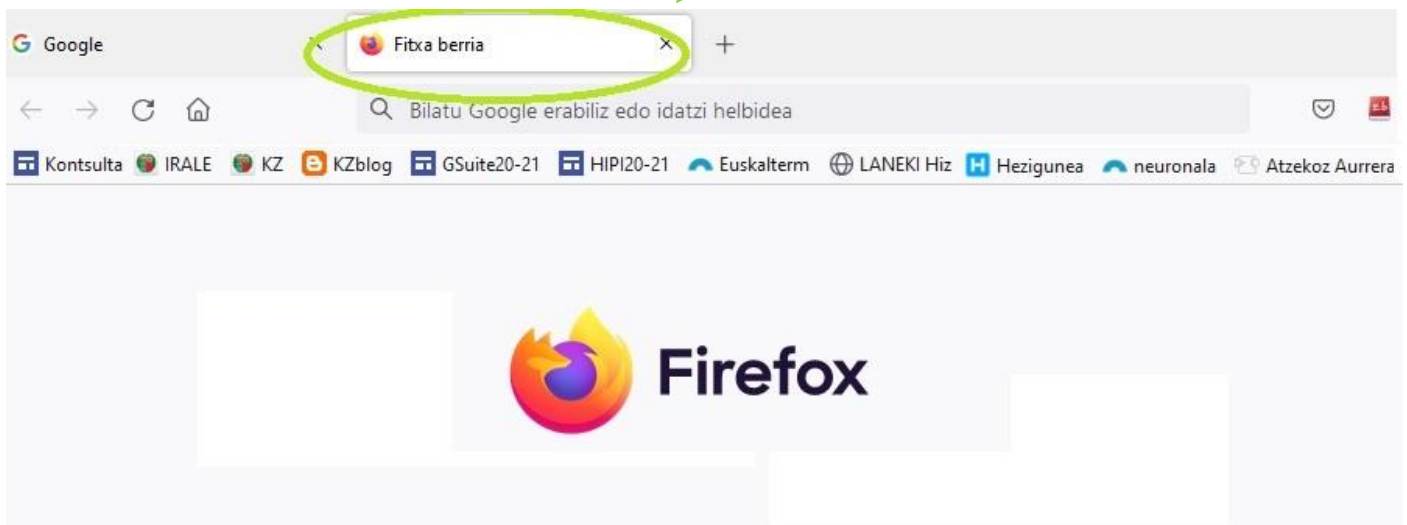 Google
Fitxa berria
Bilatu Google erabiliz edo idatzi helbidea
Kontsulta IRALE KZ KZblog GSuite20-21 HIPI20-21 Euskalterm LANEKI Hiz Hezigunea neuronala Atzekoz Aurrera
Firefox